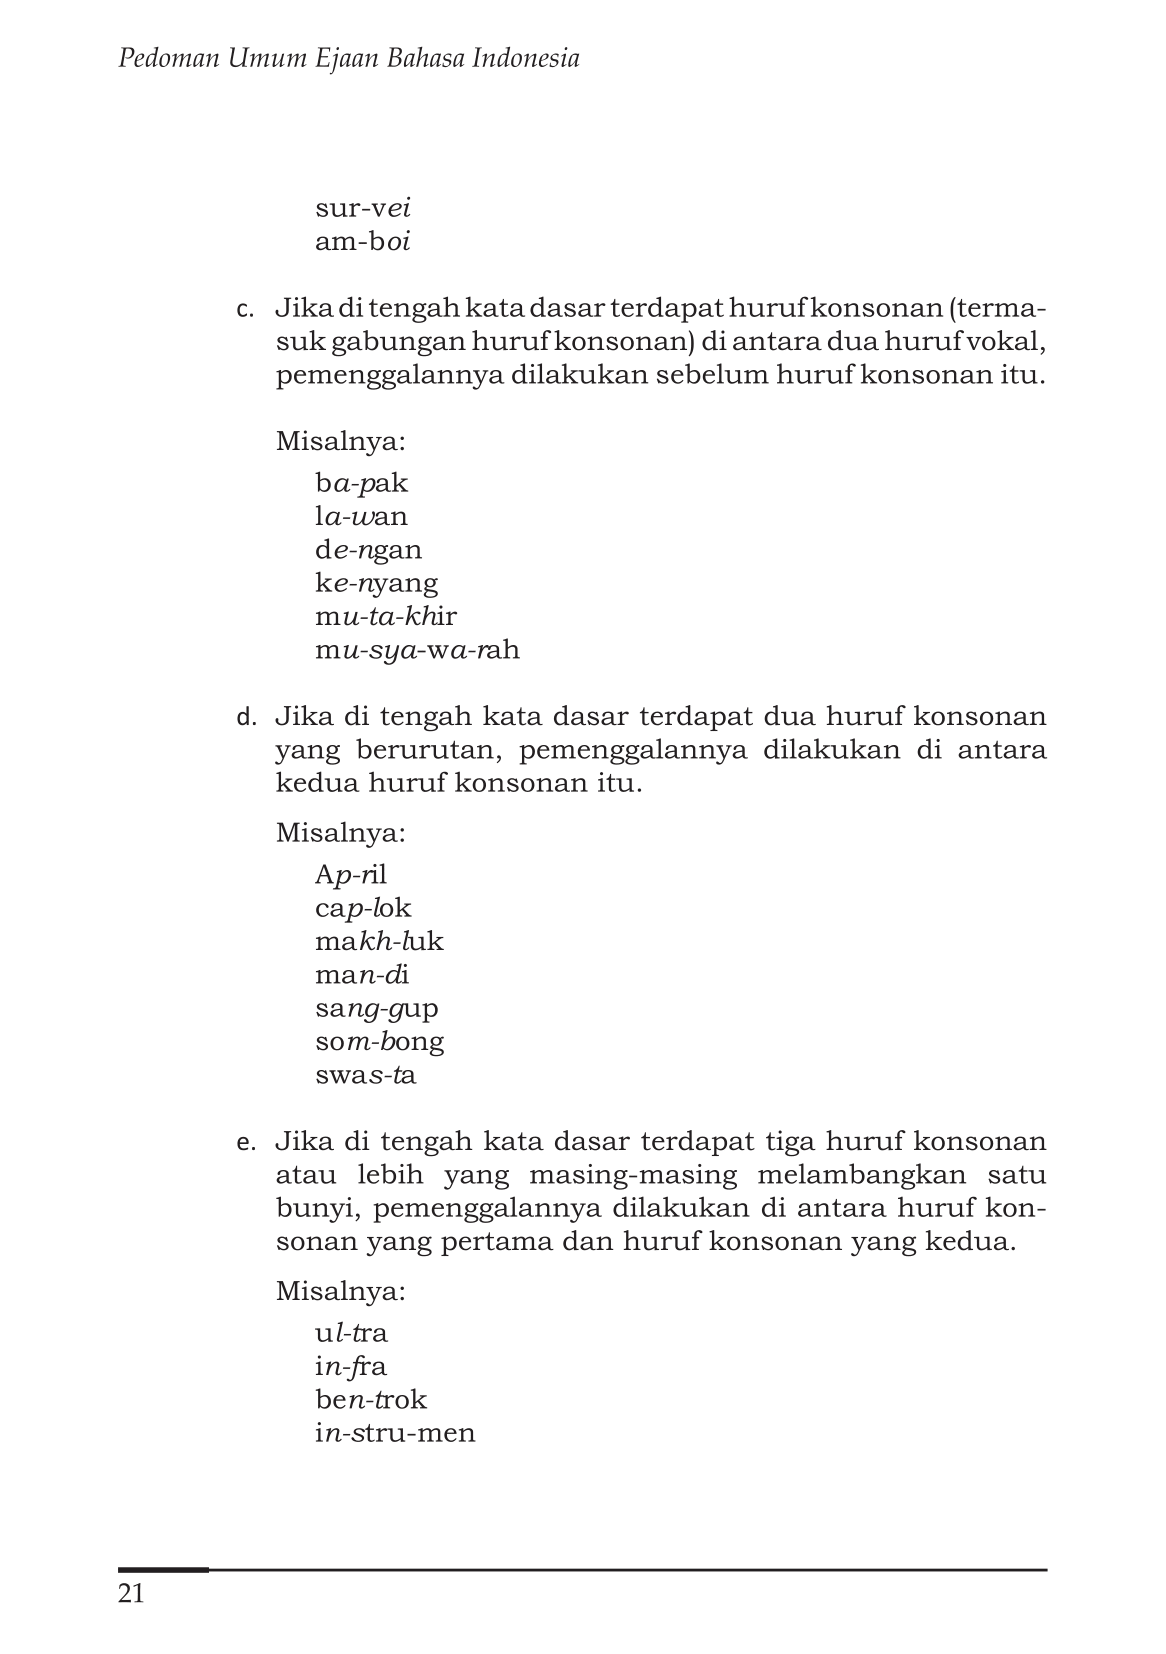 Pedoman Umum Ejaan Bahasa Indonesia
sur-vei
am-boi
c. Jika di tengah kata dasar terdapat huruf konsonan (terma-
suk gabungan huruf konsonan) di antara dua huruf vokal,
pemenggalannya dilakukan sebelum huruf konsonan itu.
Misalnya:
ba-pak
la-wan
de-ngan
ke-nyang
mu-ta-khir
mu-sya-wa-rah
d. Jika di tengah kata dasar terdapat dua huruf konsonan
yang berurutan, pemenggalannya dilakukan di antara
kedua huruf konsonan itu.
Misalnya:
Ap-ril
cap-lok
makh-luk
man-di
sang-gup
som-bong
swas-ta
e. Jika di tengah kata dasar terdapat tiga huruf konsonan
atau lebih yang masing-masing melambangkan satu
bunyi, pemenggalannya dilakukan di antara huruf kon-
sonan yang pertama dan huruf konsonan yang kedua.
Misalnya:
ul-tra
in-fra
ben-trok
in-stru-men
21